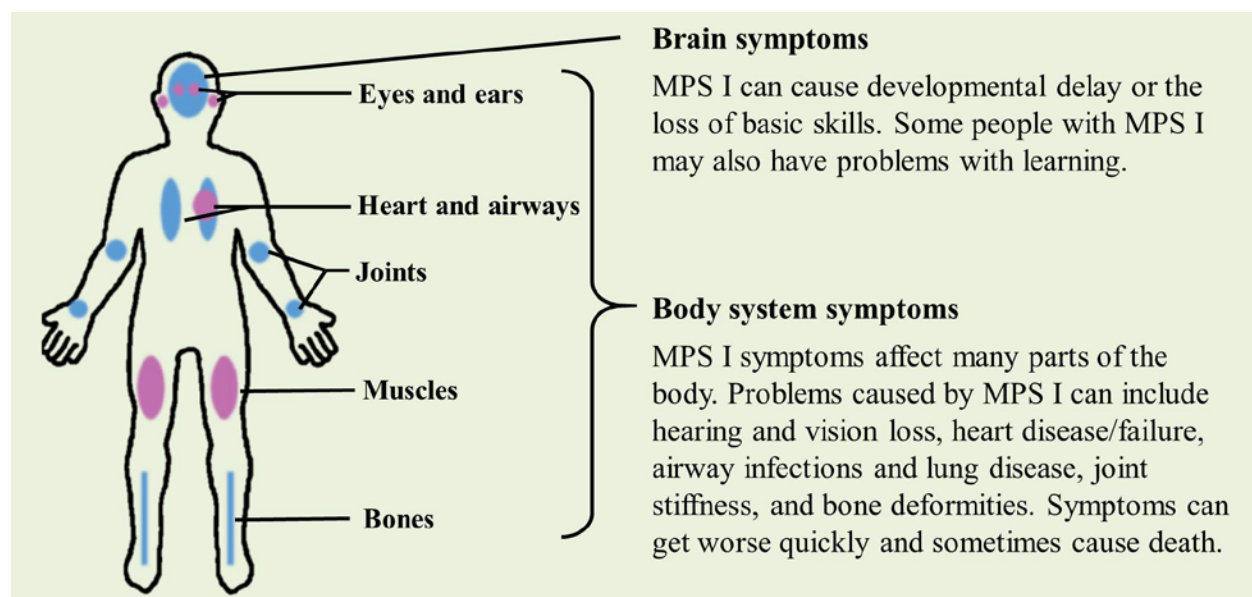 Brain symptoms
MPS I can cause developmental delay or the
loss of basic skills. Some people with MPS I
may also have problems with learning.
Eyes and ears
Heart and airways
Joints
Muscles
Bones
Body system symptoms
MPS I symptoms affect many parts of the
body. Problems caused by MPS I can include
hearing and vision loss, heart disease/failure,
airway infections and lung disease, joint
stiffness, and bone deformities. Symptoms can
get worse quickly and sometimes cause death.